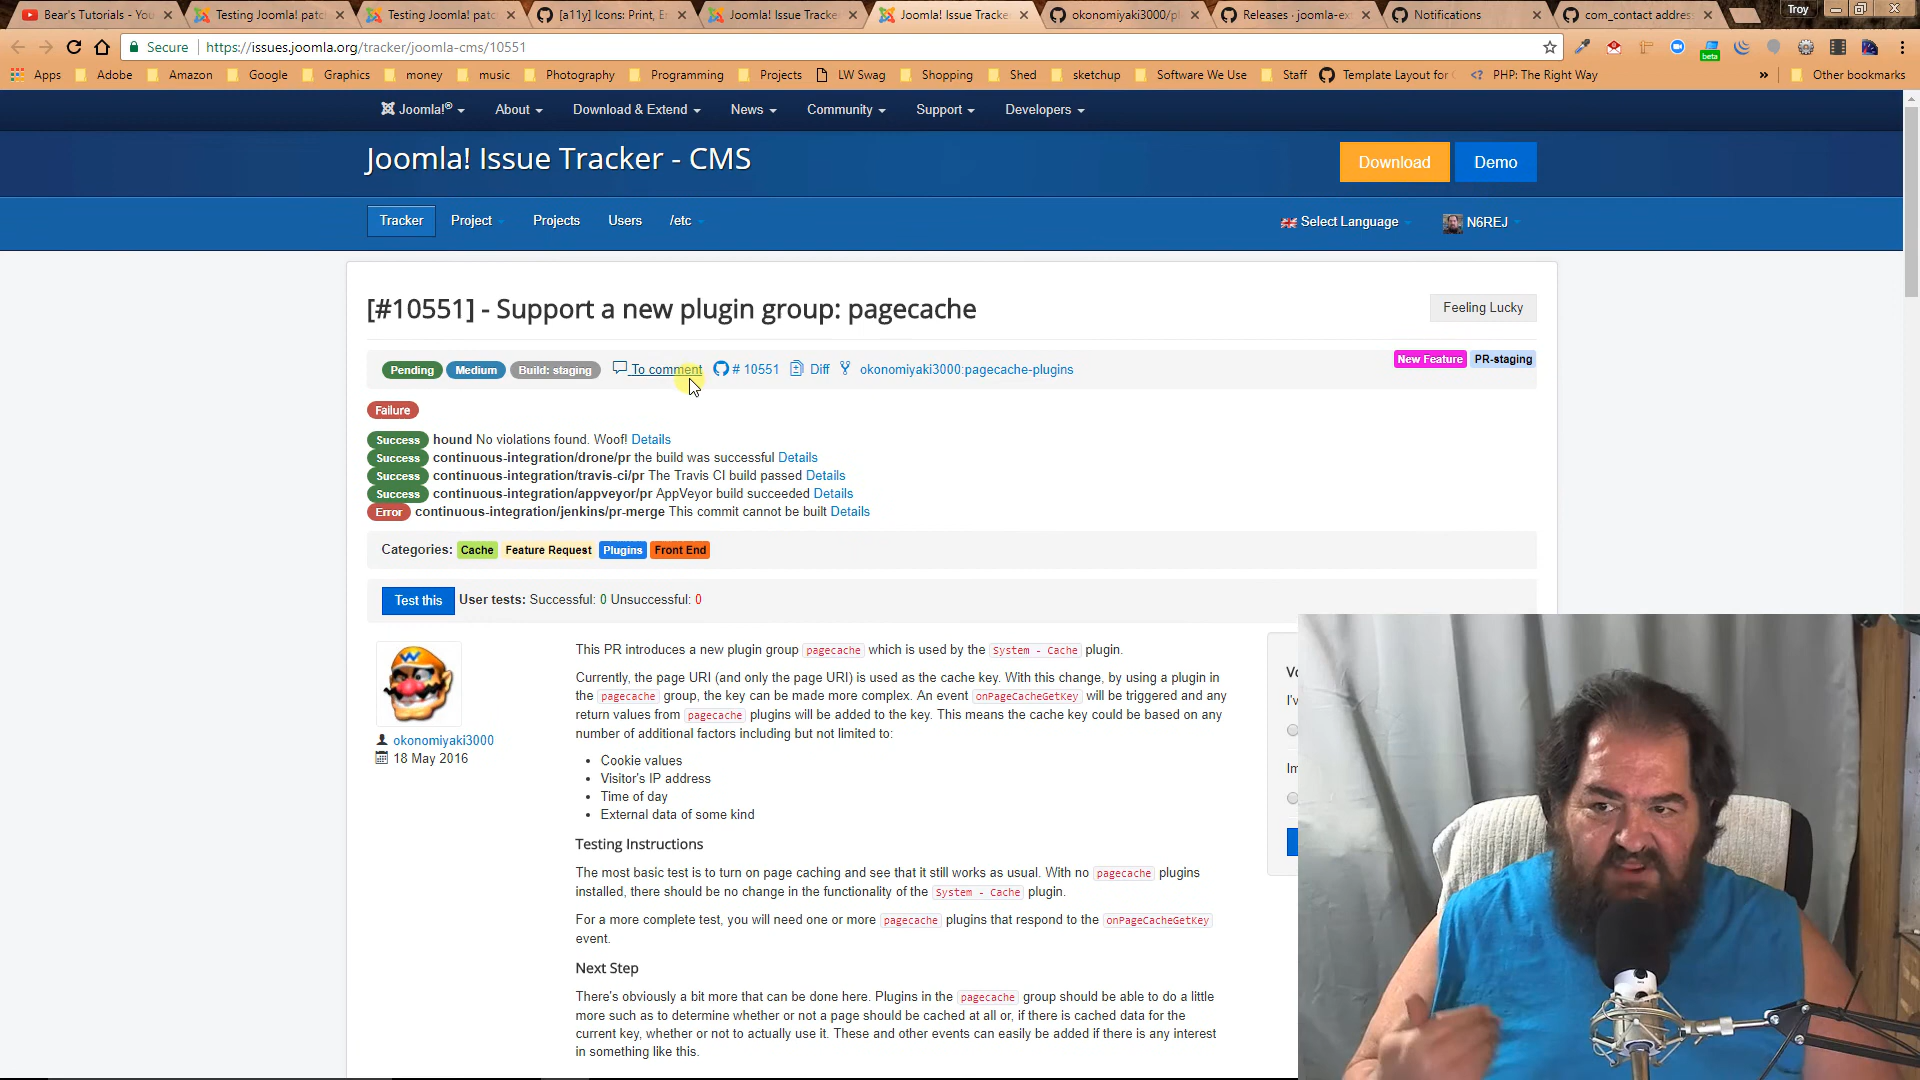 Bear's Tutorials - You
Testing Joomla! patc
Testing Joomla! patc
[a11y] Icons: Print, E
Joomla! Issue Tracke
Joomla! Issue Tracke
okonomiyaki3000/pl
Releases · joomla-ex
Notifications
com_contact addres
Troy
Secure
https://issues.joomla.org/tracker/joomla-cms/10551
beta
Apps
Adobe
Amazon
Google
Graphics
money
music
Photography
Programming
Projects
LW Swag
Shopping
Shed
sketchup
Software We Use
Staff
Template Layout for
PHP: The Right Way
»
Other bookmarks
Joomla!®
About
Download & Extend
News
Community
Support
Developers
Joomla! Issue Tracker - CMS
Download
Demo
Tracker
Project
Projects
Users
/etc
Select Language
N6REJ
[#10551] - Support a new plugin group: pagecache
Feeling Lucky
Pending
Medium
Build: staging
To comment
# 10551
Diff
okonomiyaki3000:pagecache-plugins
New Feature
PR-staging
Failure
Success hound No violations found. Woof! Details
Success continuous-integration/drone/pr the build was successful Details
Success continuous-integration/travis-ci/pr The Travis CI build passed Details
Success continuous-integration/appveyor/pr AppVeyor build succeeded Details
Error continuous-integration/jenkins/pr-merge This commit cannot be built Details
Categories: Cache Feature Request Plugins Front End
Test this User tests: Successful: 0 Unsuccessful: 0
okonomiyaki3000
18 May 2016
This PR introduces a new plugin group pagecache which is used by the System - Cache plugin.
Currently, the page URI (and only the page URI) is used as the cache key. With this change, by using a plugin in
the pagecache group, the key can be made more complex. An event onPageCacheGetKey will be triggered and any
return values from pagecache plugins will be added to the key. This means the cache key could be based on any
number of additional factors including but not limited to:
• Cookie values
• Visitor's IP address
• Time of day
• External data of some kind
Testing Instructions
The most basic test is to turn on page caching and see that it still works as usual. With no pagecache plugins
installed, there should be no change in the functionality of the System - Cache plugin.
For a more complete test, you will need one or more pagecache plugins that respond to the onPageCacheGetKey
event.
Next Step
There's obviously a bit more that can be done here. Plugins in the pagecache group should be able to do a little
more such as to determine whether or not a page should be cached at all or, if there is cached data for the
current key, whether or not to actually use it. These and other events can easily be added if there is any interest
in something like this.
Vo
I'v
Im